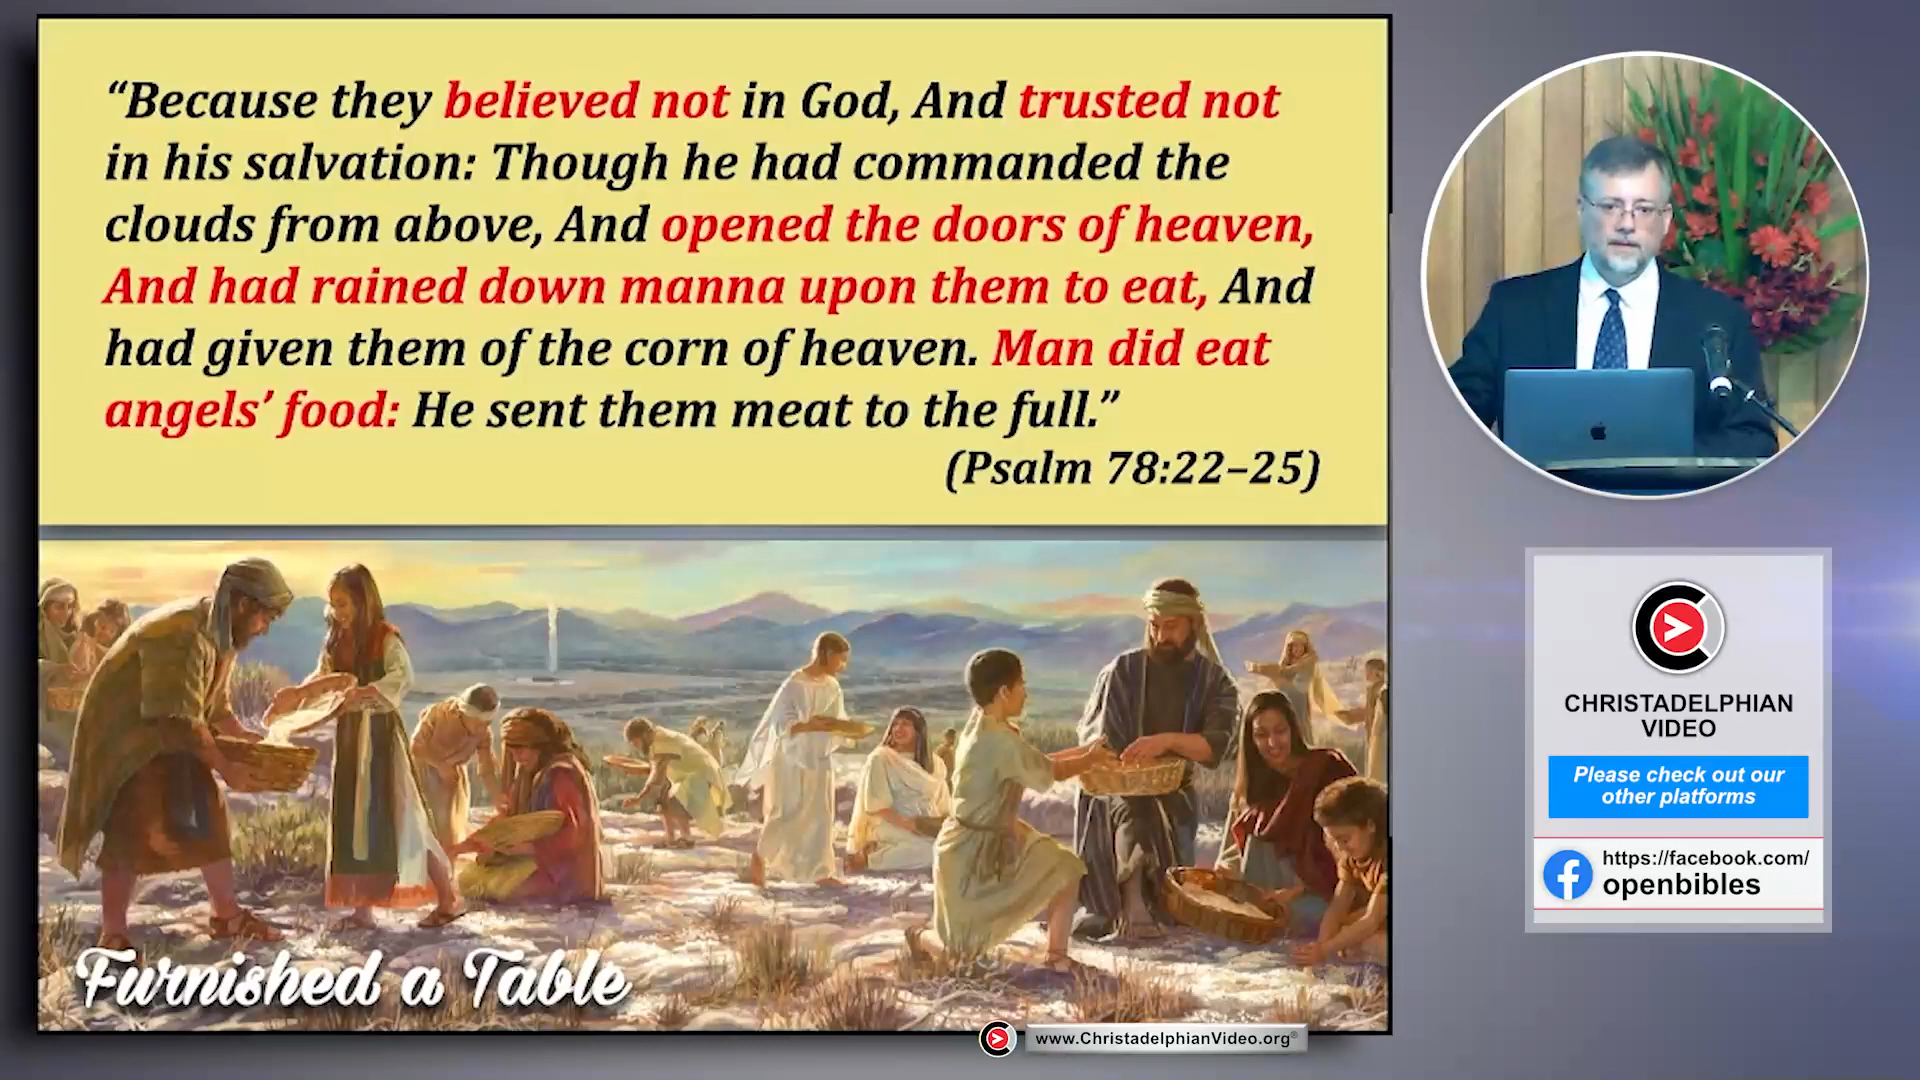 “Because they believed not in God, And trusted not
in his salvation: Though he had commanded the
clouds from above, And opened the doors of heaven,
And had rained down manna upon them to eat, And
had given them of the corn of heaven. Man did eat
angels’ food: He sent them meat to the full.”
(Psalm 78:22–25)
Furnished a Table
www.ChristadelphianVideo.org®
CHRISTADELPHIAN
VIDEO
Please check out our
other platforms
https://facebook.com/
openbibles